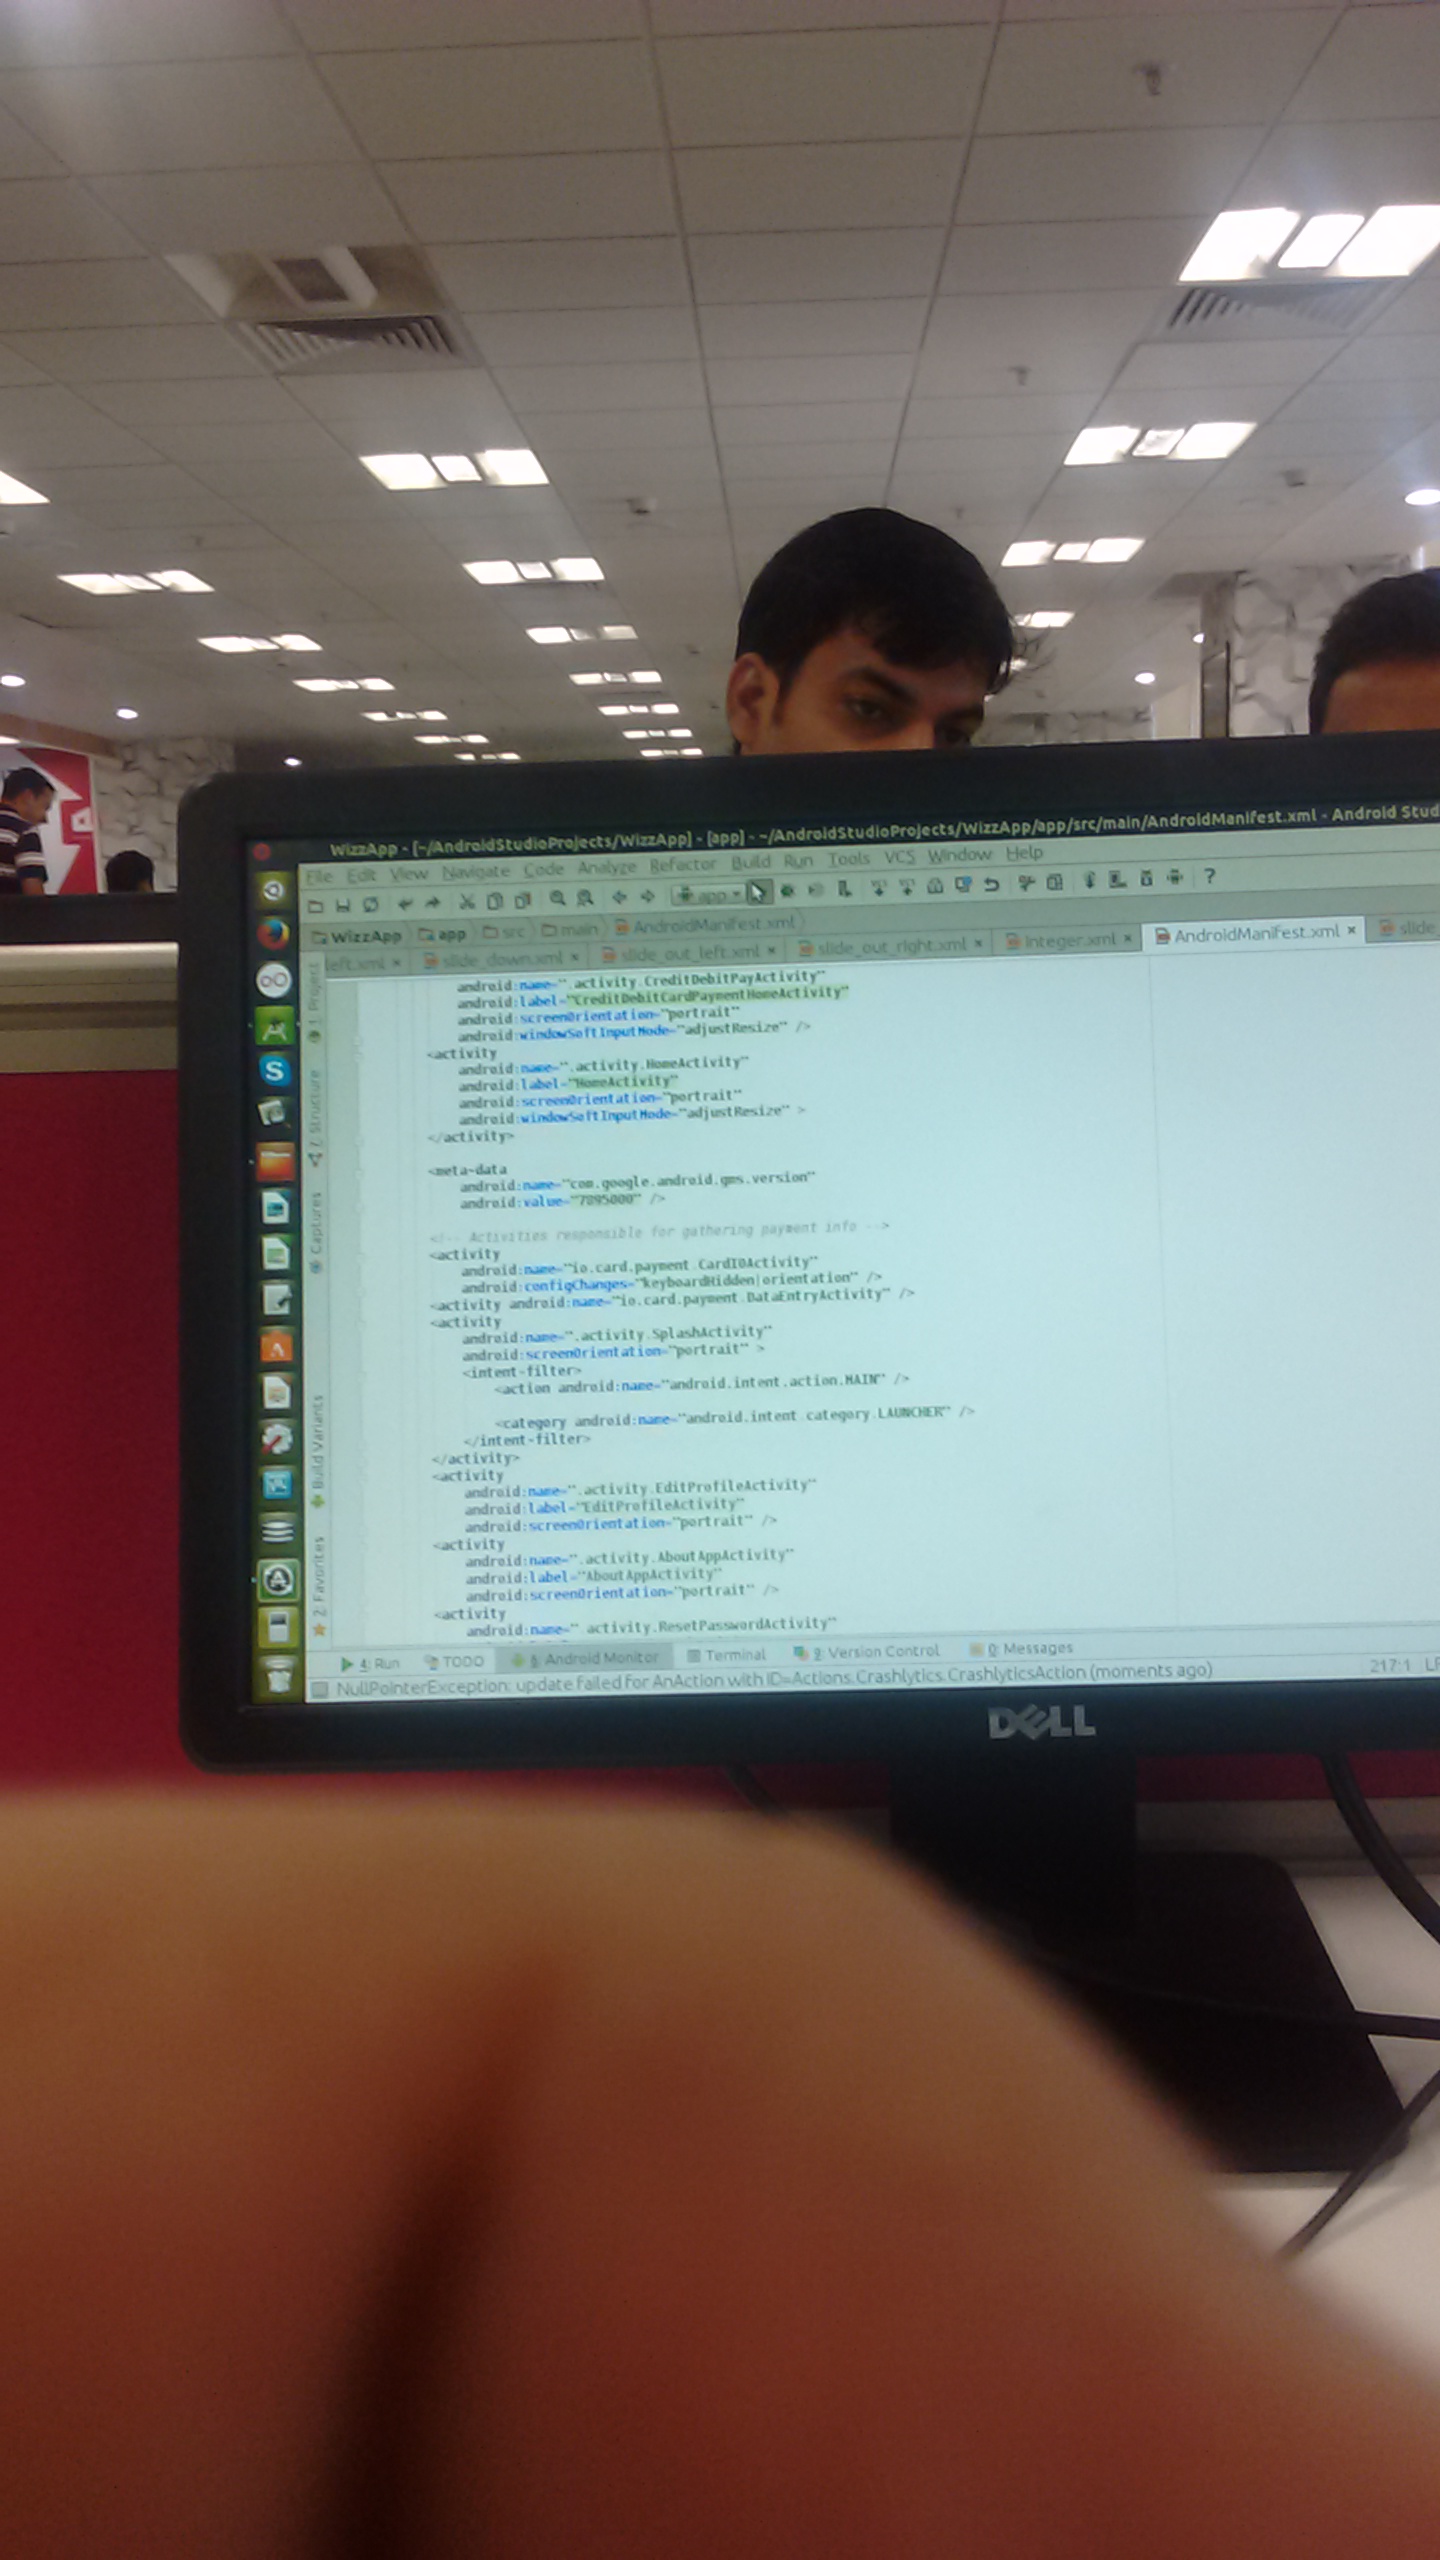 WizzApp - [~/AndroidStudioProjects/WizzApp] - [app] - ~/AndroidStudioProjects/WizzApp/app/src/main/AndroidManifest.xml - Android Stud
File Edit View Navigate Code Analyze Refactor Build Run Tools VCS Window Help
app
WizzApp app src main AndroidManifest.xml
left.xml slide_down.xml slide_out_left.xml slide_out_right.xml integer.xml AndroidManifest.xml slide_
1: Project
7: Structure
Captures
Build Variants
2: Favorites
android:name=".activity.CreditDebitPayActivity"
android:label="CreditDebitCardPaymentHomeActivity"
android:screenOrientation="portrait"
android:windowSoftInputMode="adjustResize" />
<activity
android:name=".activity.HomeActivity"
android:label="HomeActivity"
android:screenOrientation="portrait"
android:windowSoftInputMode="adjustResize" >
</activity>
<meta-data
android:name="com.google.android.gms.version"
android:value="7895000" />
<!-- Activities responsible for gathering payment info -->
<activity
android:name="io.card.payment.CardIOActivity"
android:configChanges="keyboardHidden|orientation" />
<activity android:name="io.card.payment.DataEntryActivity" />
<activity
android:name=".activity.SplashActivity"
android:screenOrientation="portrait" >
<intent-filter>
<action android:name="android.intent.action.MAIN" />
<category android:name="android.intent.category.LAUNCHER" />
</intent-filter>
</activity>
<activity
android:name=".activity.EditProfileActivity"
android:label="EditProfileActivity"
android:screenOrientation="portrait" />
<activity
android:name=".activity.AboutAppActivity"
android:label="AboutAppActivity"
android:screenOrientation="portrait" />
<activity
android:name=".activity.ResetPasswordActivity"
4: Run TODO 6: Android Monitor Terminal 9: Version Control 0: Messages
NullPointerException: update failed for AnAction with ID=Actions.Crashlytics.CrashlyticsAction (moments ago) 217:1 LF
DELL